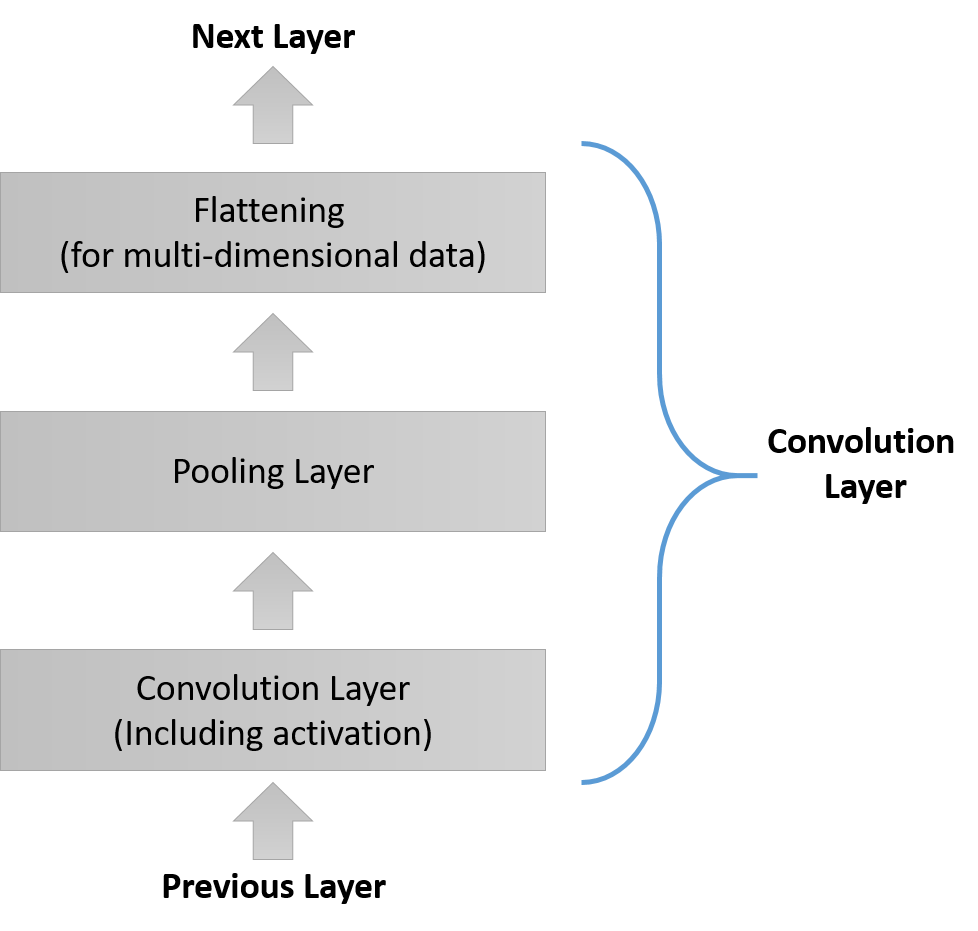 Next Layer
Flattening
(for multi-dimensional data)
Pooling Layer
Convolution
Layer
Convolution Layer
(Including activation)
Previous Layer